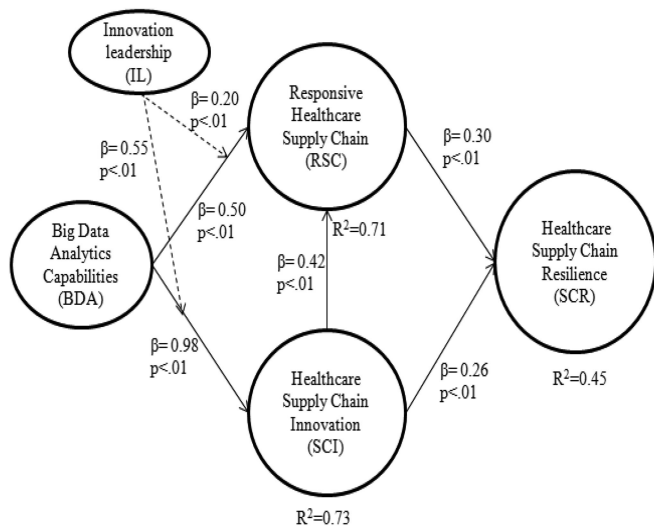 Innovation
leadership
(IL)
β= 0.20
p<.01
β= 0.55
p<.01
Responsive
Healthcare
Supply Chain
(RSC)
R²=0.71
β= 0.30
p<.01
Big Data
Analytics
Capabilities
(BDA)
β= 0.50
p<.01
β= 0.42
p<.01
Healthcare
Supply Chain
Resilience
(SCR)
R²=0.45
β= 0.98
p<.01
Healthcare
Supply Chain
Innovation
(SCI)
R²=0.73
β= 0.26
p<.01